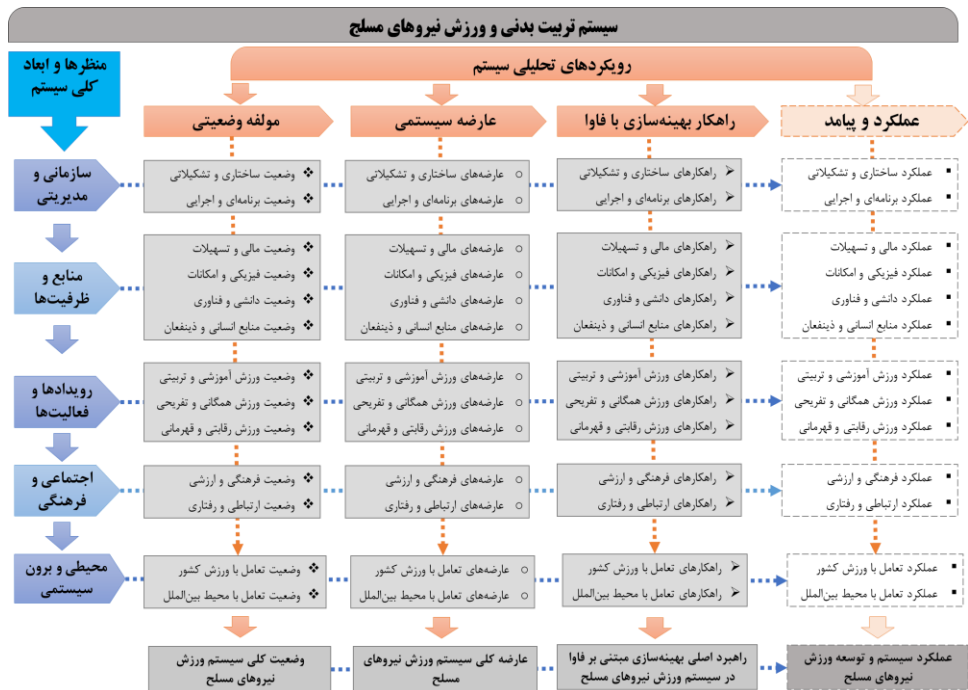 سیستم تربیت بدنی و ورزش نیروهای مسلح
منظرها و ابعاد
کلی سیستم
رویکردهای تحلیلی سیستم
مولفه وضعیتی
عارضه سیستمی
راهکار بهینه‌سازی با فاوا
عملکرد و پیامد
سازمانی و
مدیریتی
❖ وضعیت ساختاری و تشکیلاتی
❖ وضعیت برنامه‌ای و اجرایی
○ عارضه‌های ساختاری و تشکیلاتی
○ عارضه‌های برنامه‌ای و اجرایی
➢ راهکارهای ساختاری و تشکیلاتی
➢ راهکارهای برنامه‌ای و اجرایی
▪ عملکرد ساختاری و تشکیلاتی
▪ عملکرد برنامه‌ای و اجرایی
منابع و
ظرفیت‌ها
❖ وضعیت مالی و تسهیلات
❖ وضعیت فیزیکی و امکانات
❖ وضعیت دانشی و فناوری
❖ وضعیت منابع انسانی و ذینفعان
○ عارضه‌های مالی و تسهیلات
○ عارضه‌های فیزیکی و امکانات
○ عارضه‌های دانشی و فناوری
○ عارضه‌های منابع انسانی و ذینفعان
➢ راهکارهای مالی و تسهیلات
➢ راهکارهای فیزیکی و امکانات
➢ راهکارهای دانشی و فناوری
➢ راهکارهای منابع انسانی و ذینفعان
▪ عملکرد مالی و تسهیلات
▪ عملکرد فیزیکی و امکانات
▪ عملکرد دانشی و فناوری
▪ عملکرد منابع انسانی و ذینفعان
رویدادها و
فعالیت‌ها
❖ وضعیت ورزش آموزشی و تربیتی
❖ وضعیت ورزش همگانی و تفریحی
❖ وضعیت ورزش رقابتی و قهرمانی
○ عارضه‌های ورزش آموزشی و تربیتی
○ عارضه‌های ورزش همگانی و تفریحی
○ عارضه‌های ورزش رقابتی و قهرمانی
➢ راهکارهای ورزش آموزشی و تربیتی
➢ راهکارهای ورزش همگانی و تفریحی
➢ راهکارهای ورزش رقابتی و قهرمانی
▪ عملکرد ورزش آموزشی و تربیتی
▪ عملکرد ورزش همگانی و تفریحی
▪ عملکرد ورزش رقابتی و قهرمانی
اجتماعی و
فرهنگی
❖ وضعیت فرهنگی و ارزشی
❖ وضعیت ارتباطی و رفتاری
○ عارضه‌های فرهنگی و ارزشی
○ عارضه‌های ارتباطی و رفتاری
➢ راهکارهای فرهنگی و ارزشی
➢ راهکارهای ارتباطی و رفتاری
▪ عملکرد فرهنگی و ارزشی
▪ عملکرد ارتباطی و رفتاری
محیطی و برون
سیستمی
❖ وضعیت تعامل با ورزش کشور
❖ وضعیت تعامل با محیط بین‌الملل
○ عارضه‌های تعامل با ورزش کشور
○ عارضه‌های تعامل با محیط بین‌الملل
➢ راهکارهای تعامل با ورزش کشور
➢ راهکارهای تعامل با محیط بین‌الملل
▪ عملکرد تعامل با ورزش کشور
▪ عملکرد تعامل با محیط بین‌الملل
وضعیت کلی سیستم ورزش
نیروهای مسلح
عارضه کلی سیستم ورزش نیروهای
مسلح
راهبرد اصلی بهینه‌سازی مبتنی بر فاوا
در سیستم ورزش نیروهای مسلح
عملکرد سیستم و توسعه ورزش
نیروهای مسلح